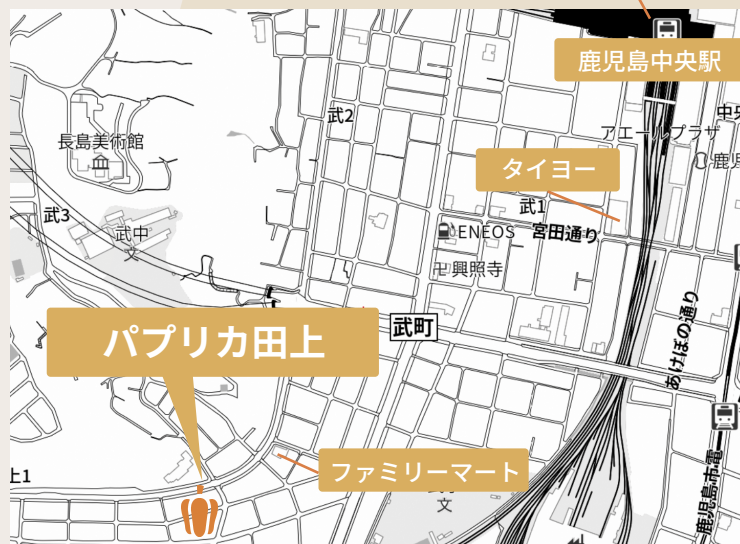 鹿児島中央駅
中央
武2
アエールプラザ
長島美術館
鹿児
タイヨー
武1
武3
ENEOS
宮田通り
武中
文
卍興照寺
パプリカ田上
武町
あけぼの通り
ファミリーマート
上1
文
鹿児島市電